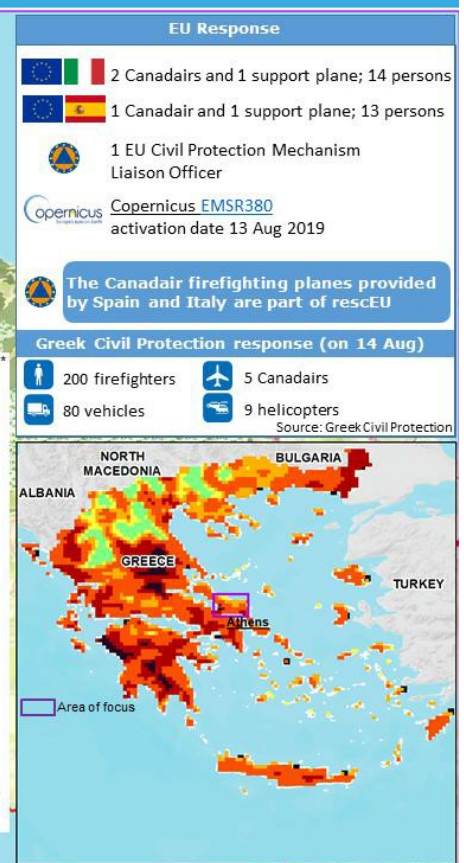 EU Response
2 Canadairs and 1 support plane; 14 persons
1 Canadair and 1 support plane; 13 persons
1 EU Civil Protection Mechanism
Liaison Officer
opernicus
Copernicus EMSR380
activation date 13 Aug 2019
The Canadair firefighting planes provided
by Spain and Italy are part of rescEU
Greek Civil Protection response (on 14 Aug)
*
200 firefighters
5 Canadairs
80 vehicles
9 helicopters
Source: Greek Civil Protection
NORTH
MACEDONIA
BULGARIA
ALBANIA
GREECE
TURKEY
Athens
Area of focus